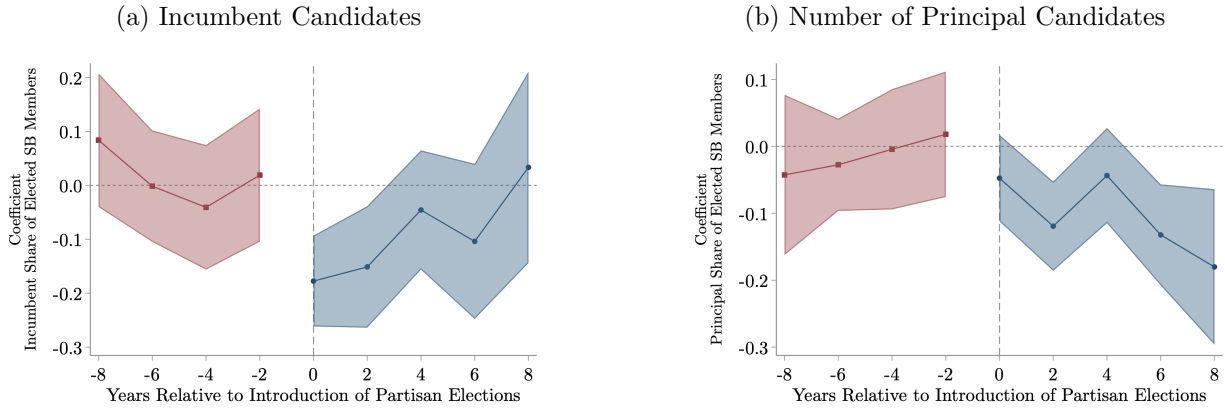 (a) Incumbent Candidates
Coefficient
Incumbent Share of Elected SB Members
0.2
0.1
0.0
-0.1
-0.2
-0.3
-8 -6 -4 -2 0 2 4 6 8
Years Relative to Introduction of Partisan Elections
(b) Number of Principal Candidates
Coefficient
Principal Share of Elected SB Members
0.1
0.0
-0.1
-0.2
-0.3
-8 -6 -4 -2 0 2 4 6 8
Years Relative to Introduction of Partisan Elections